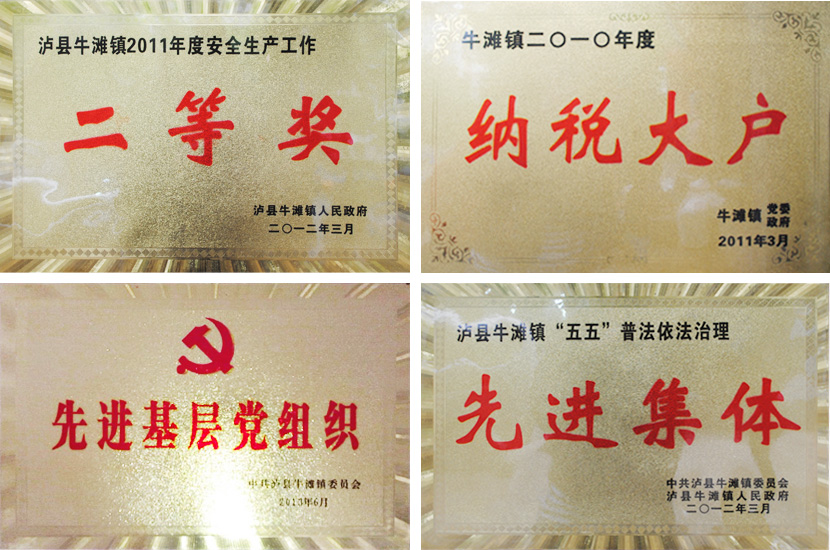 泸县牛滩镇2011年度安全生产工作
二等奖
泸县牛滩镇人民政府
二〇一二年三月
牛滩镇二〇一〇年度
纳税大户
牛滩镇 党委
政府
2011年3月
先进基层党组织
中共泸县牛滩镇委员会
2013年6月
泸县牛滩镇“五五”普法依法治理
先进集体
中共泸县牛滩镇委员会
泸县牛滩镇人民政府
二〇一二年三月